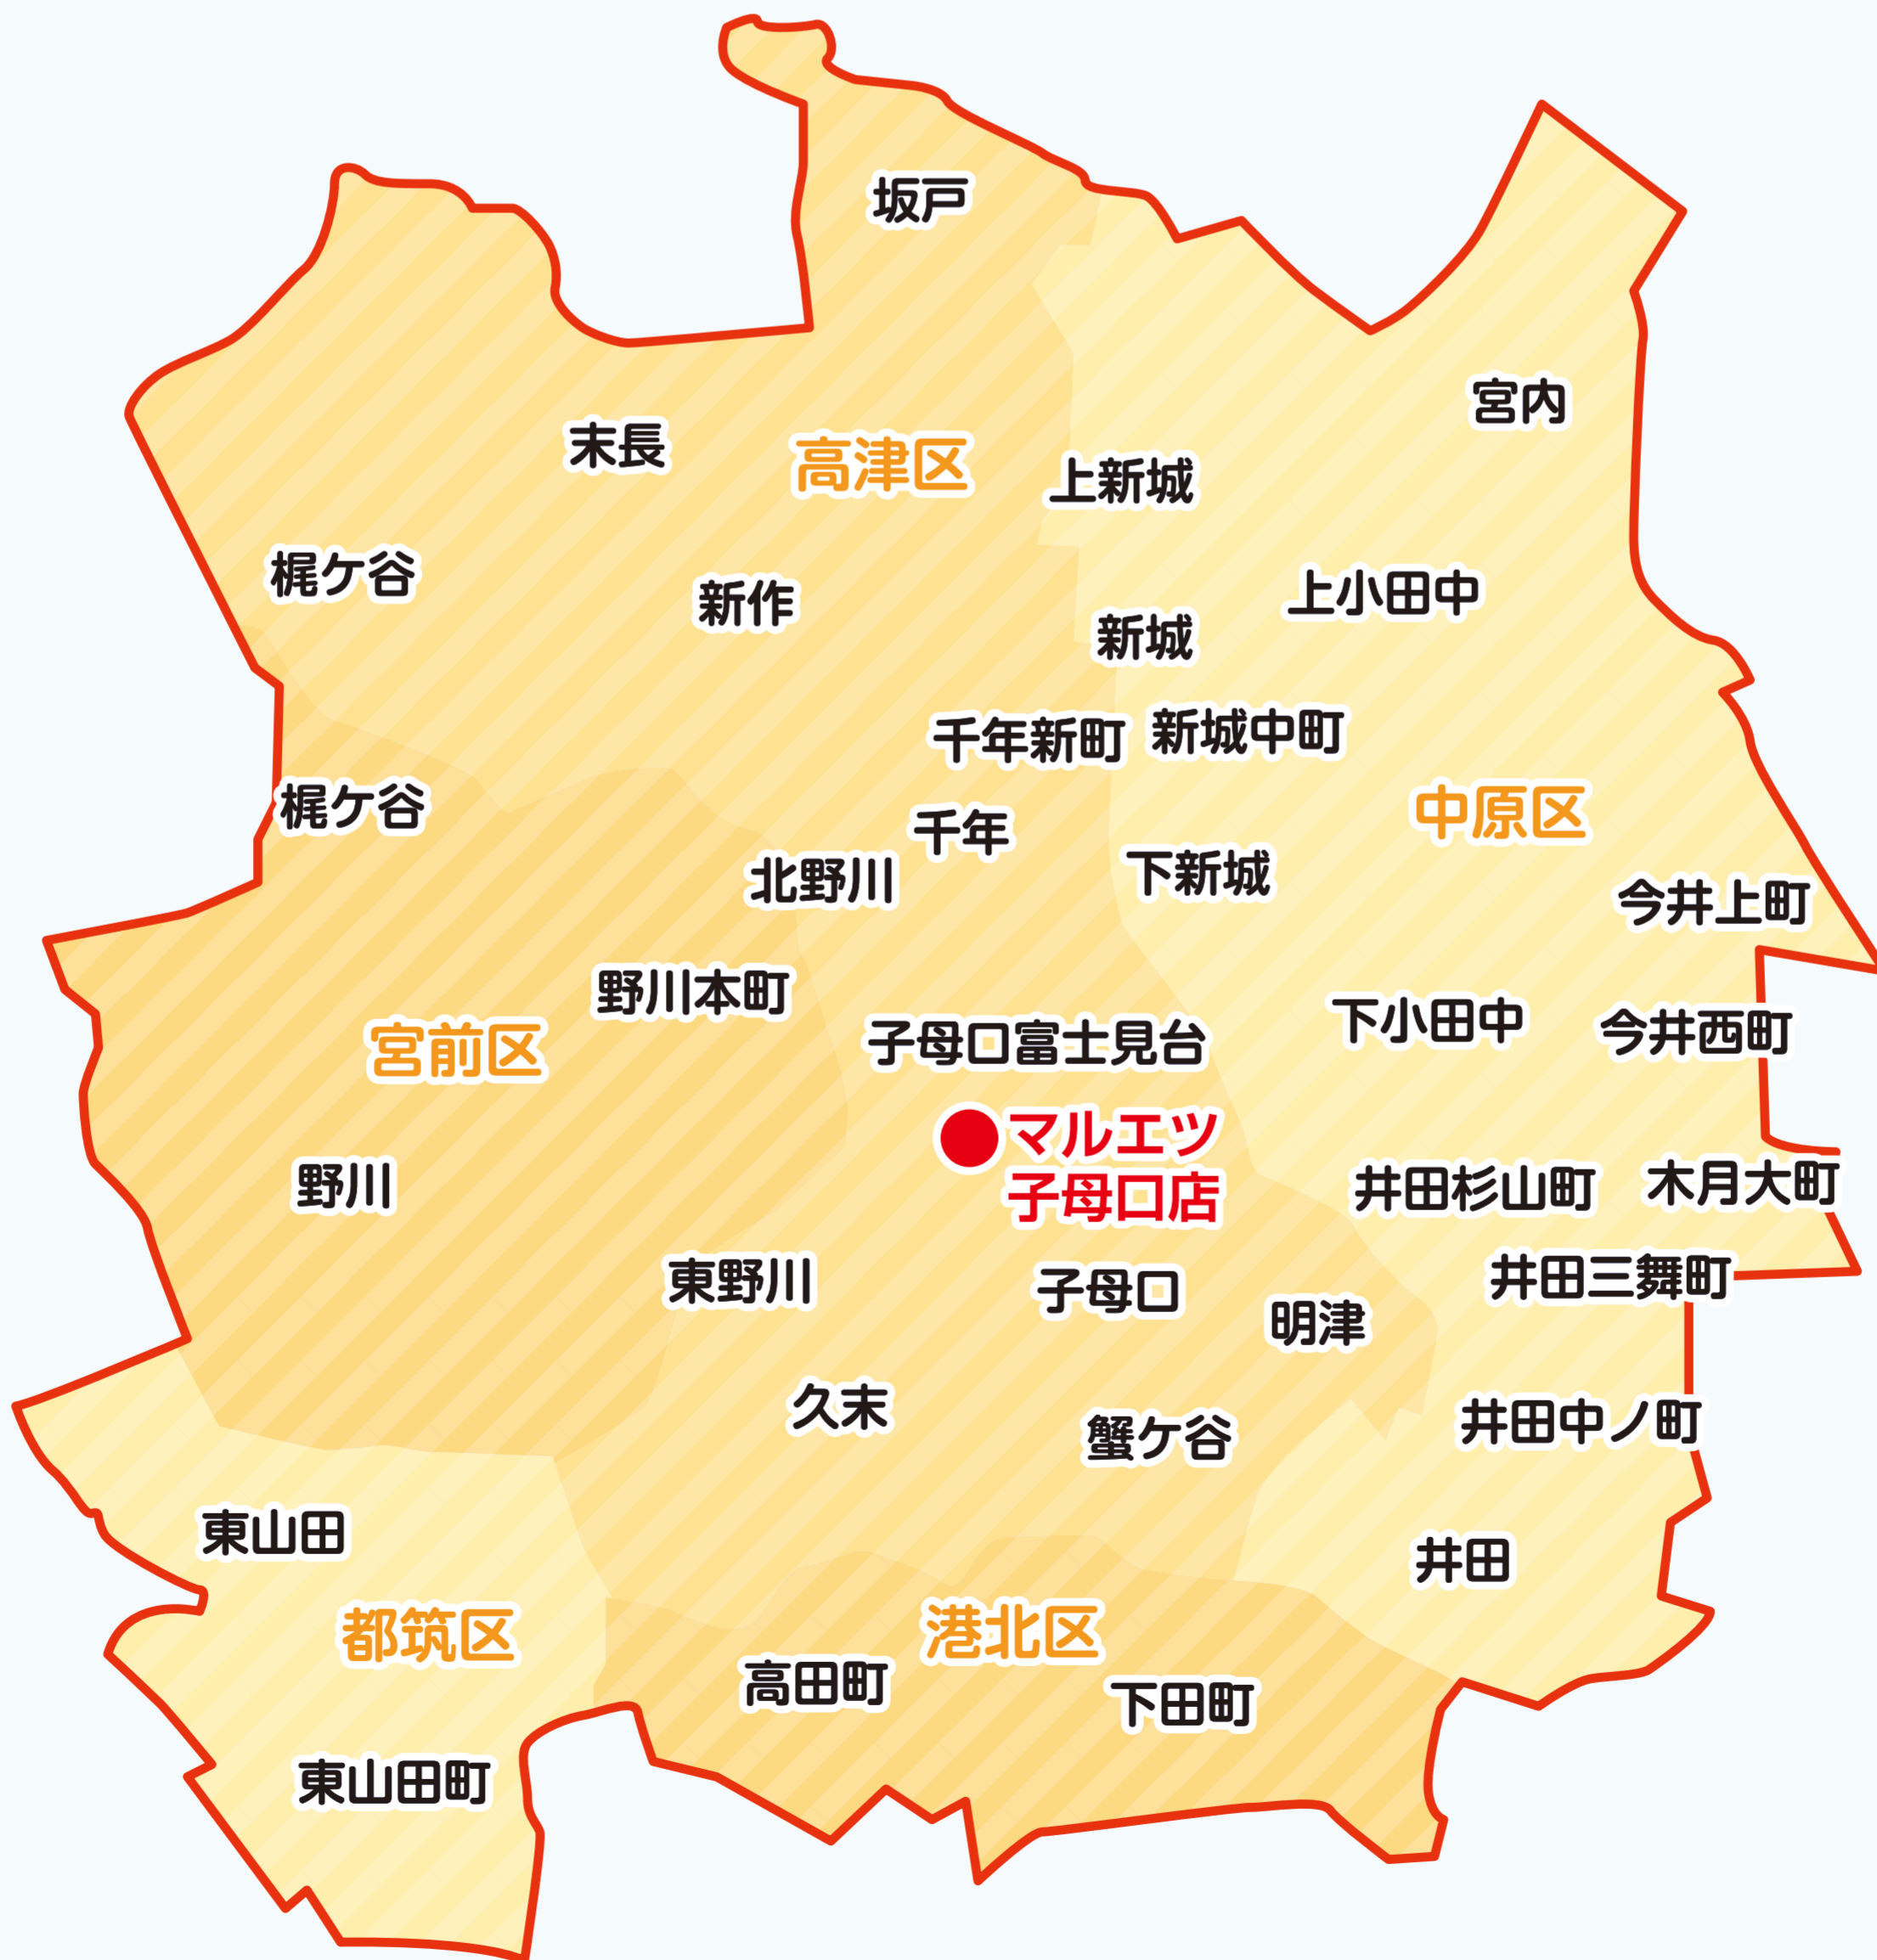 坂戸
宮内
末長
高津区
上新城
梶ケ谷
新作
上小田中
新城
千年新町
新城中町
梶ケ谷
中原区
千年
北野川
下新城
今井上町
野川本町
下小田中
今井西町
宮前区
子母口富士見台
マルエツ
子母口店
野川
井田杉山町
木月大町
東野川
子母口
井田三舞町
明津
久末
蟹ケ谷
井田中ノ町
東山田
井田
都筑区
港北区
高田町
下田町
東山田町